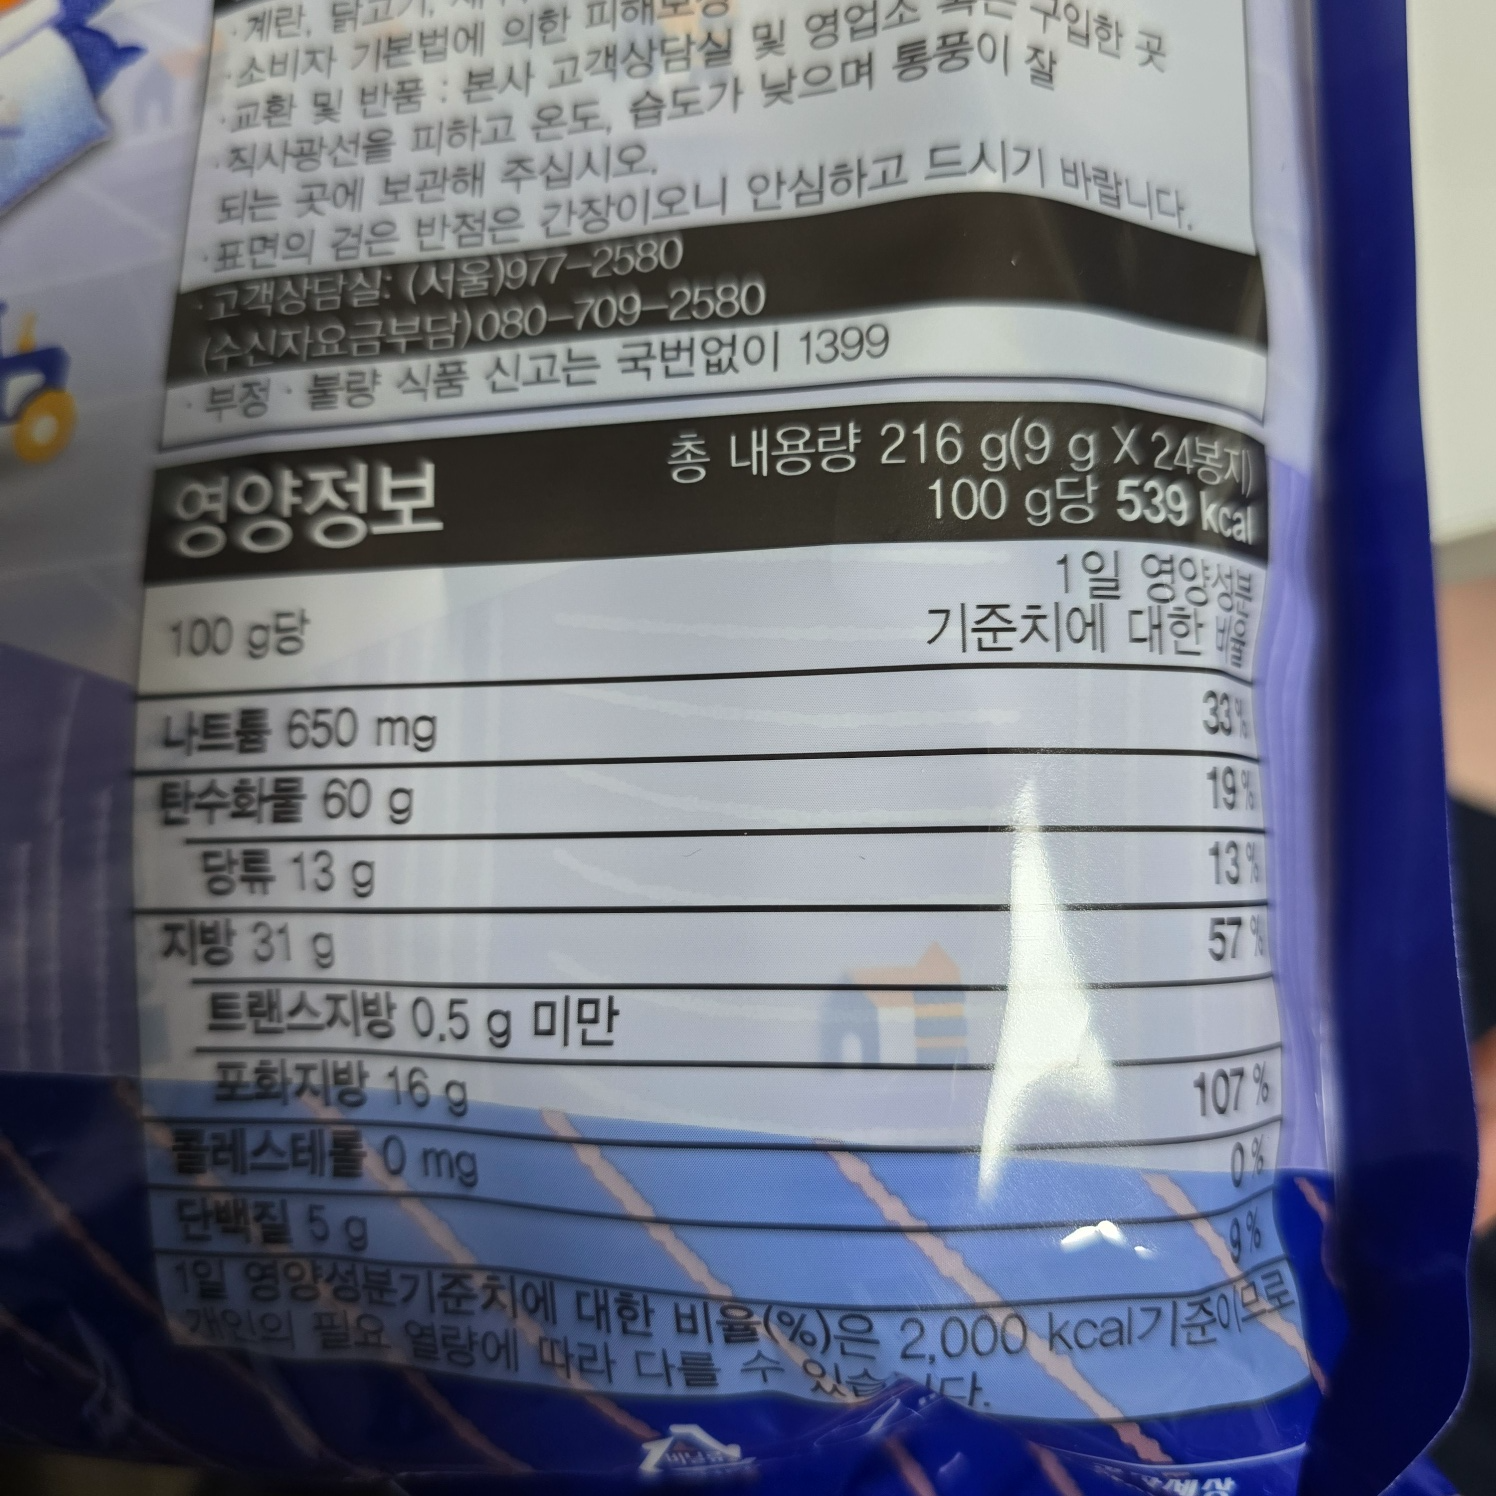 ·계란, 닭고기,
·소비자 기본법에 의한 피해보상
·교환 및 반품 : 본사 고객상담실 및 영업소 혹은 구입한 곳
·직사광선을 피하고 온도, 습도가 낮으며 통풍이 잘
되는 곳에 보관해 주십시오.
·표면의 검은 반점은 간장이오니 안심하고 드시기 바랍니다.
·고객상담실: (서울)977-2580
(수신자요금부담)080-709-2580
·부정·불량 식품 신고는 국번없이 1399
영양정보
총 내용량 216 g(9 g X 24봉지)
100 g당 539 kcal
100 g당
1일 영양성분
기준치에 대한 비율
나트륨 650 mg 33%
탄수화물 60 g 19%
당류 13 g 13%
지방 31 g 57%
트랜스지방 0.5 g 미만
포화지방 16 g 107%
콜레스테롤 0 mg 0%
단백질 5 g 9%
1일 영양성분기준치에 대한 비율(%)은 2,000 kcal기준이므로
개인의 필요 열량에 따라 다를 수 있습니다.